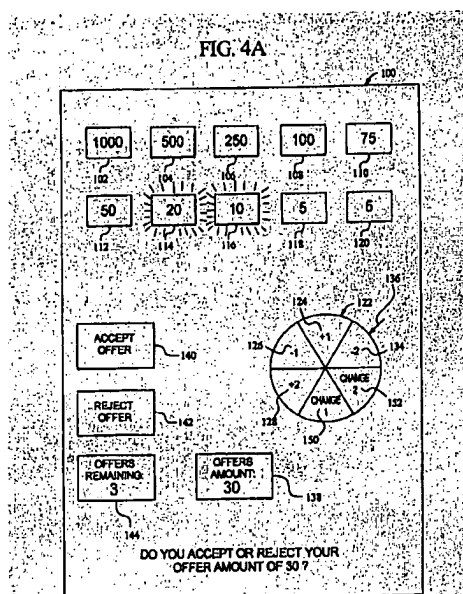 FIG. 4A
100
1000 500 250 100 75
102 104 106 108 110
50 20 10 5 5
112 114 116 118 120
124 122 136
+1
126 -1 -2 134
ACCEPT
OFFER
140
+2 CHANGE
2
128 CHANGE
1
132
150
REJECT
OFFER
142
OFFERS
REMAINING:
3
144
OFFERS
AMOUNT:
30
138
DO YOU ACCEPT OR REJECT YOUR
OFFER AMOUNT OF 30 ?